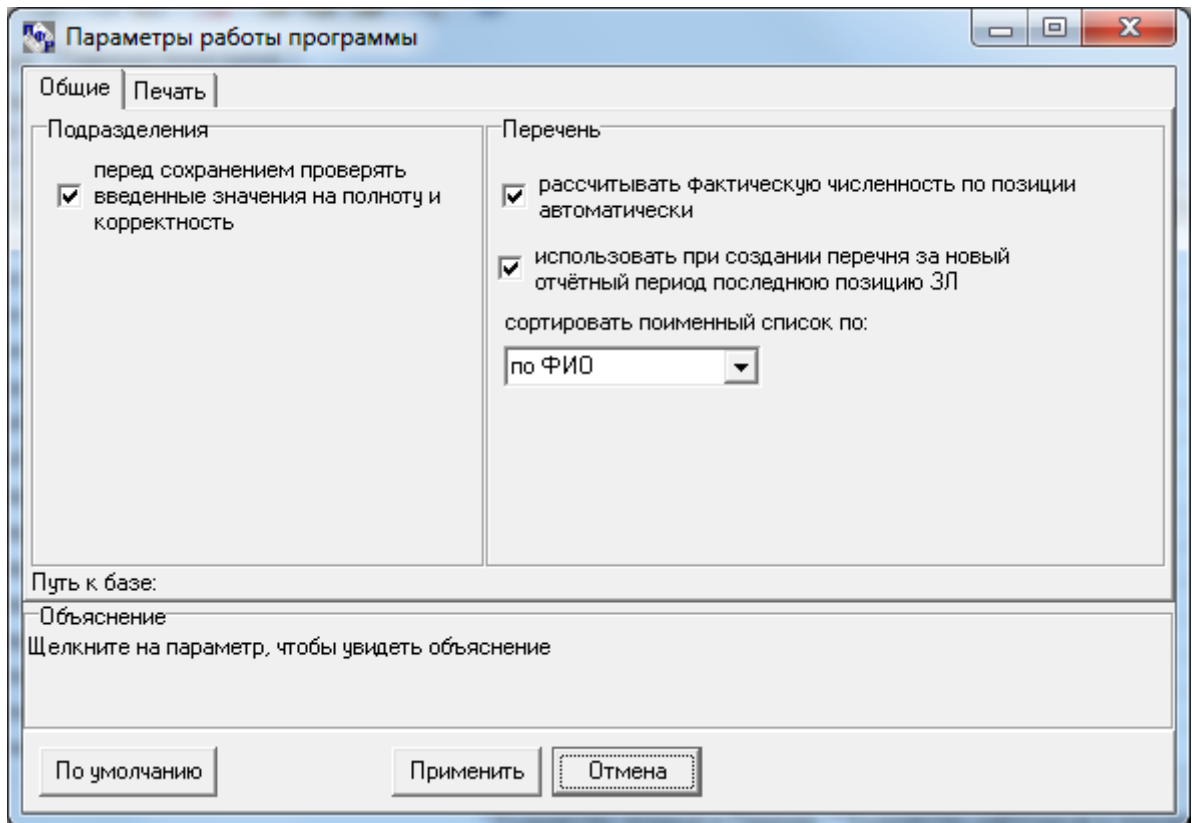 ПФР
Параметры работы программы
Общие
Печать
Подразделения
перед сохранением проверять
введенные значения на полноту и
корректность
Перечень
рассчитывать фактическую численность по позиции
автоматически
использовать при создании перечня за новый
отчётный период последнюю позицию ЗЛ
сортировать поименный список по:
по ФИО
Путь к базе:
Объяснение
Щелкните на параметр, чтобы увидеть объяснение
По умолчанию
Применить
Отмена